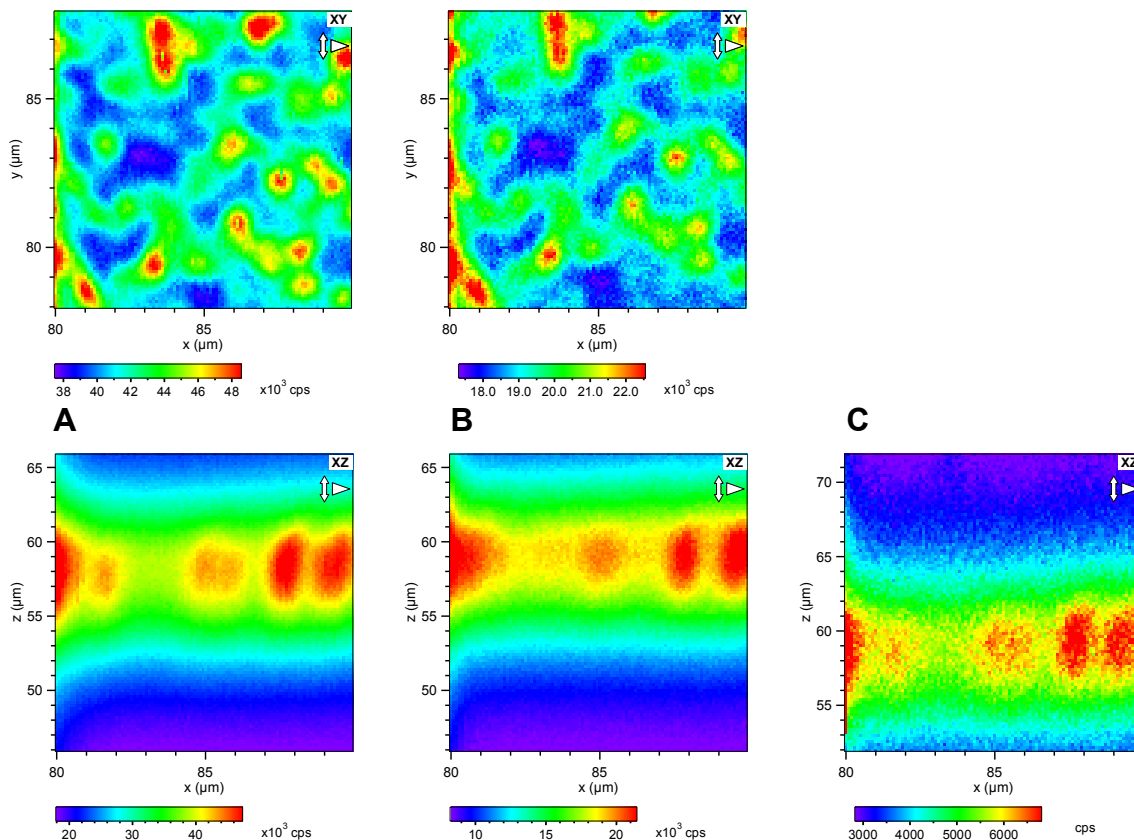 XY
85
80
y (µm)
80
85
x (µm)
38 40 42 44 46 48
x10³ cps
XY
85
80
y (µm)
80
85
x (µm)
18.0 19.0 20.0 21.0 22.0
x10³ cps
A
B
C
XZ
65
60
55
50
z (µm)
80
85
x (µm)
20 30 40
x10³ cps
XZ
65
60
55
50
z (µm)
80
85
x (µm)
10 15 20
x10³ cps
XZ
70
65
60
55
z (µm)
80
85
x (µm)
3000 4000 5000 6000
cps